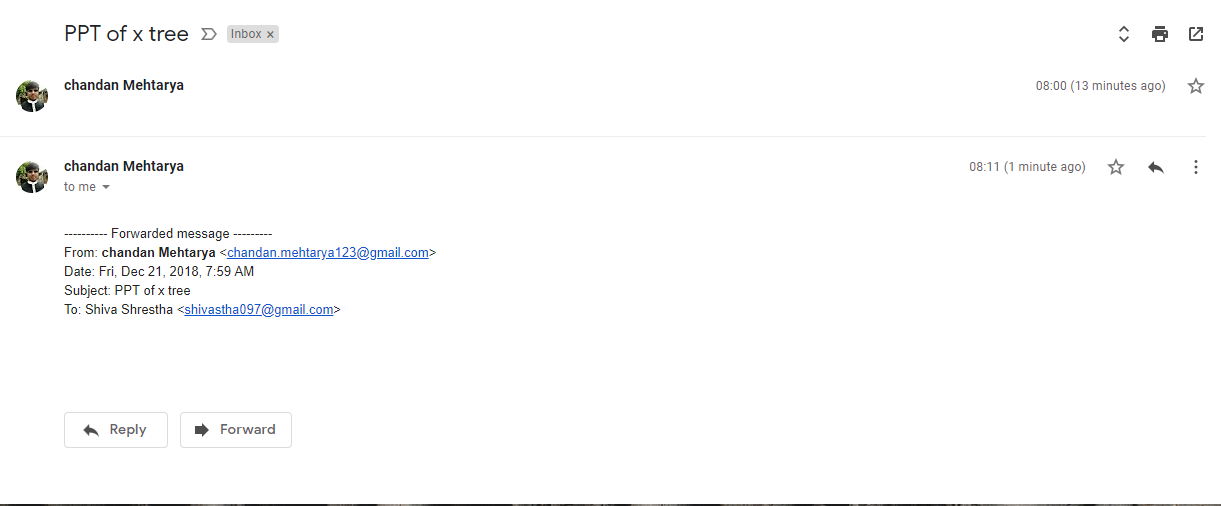 PPT of x tree Inbox x
chandan Mehtarya 08:00 (13 minutes ago)
chandan Mehtarya 08:11 (1 minute ago)
to me
---------- Forwarded message ---------
From: chandan Mehtarya <chandan.mehtarya123@gmail.com>
Date: Fri, Dec 21, 2018, 7:59 AM
Subject: PPT of x tree
To: Shiva Shrestha <shivastha097@gmail.com>
Reply Forward